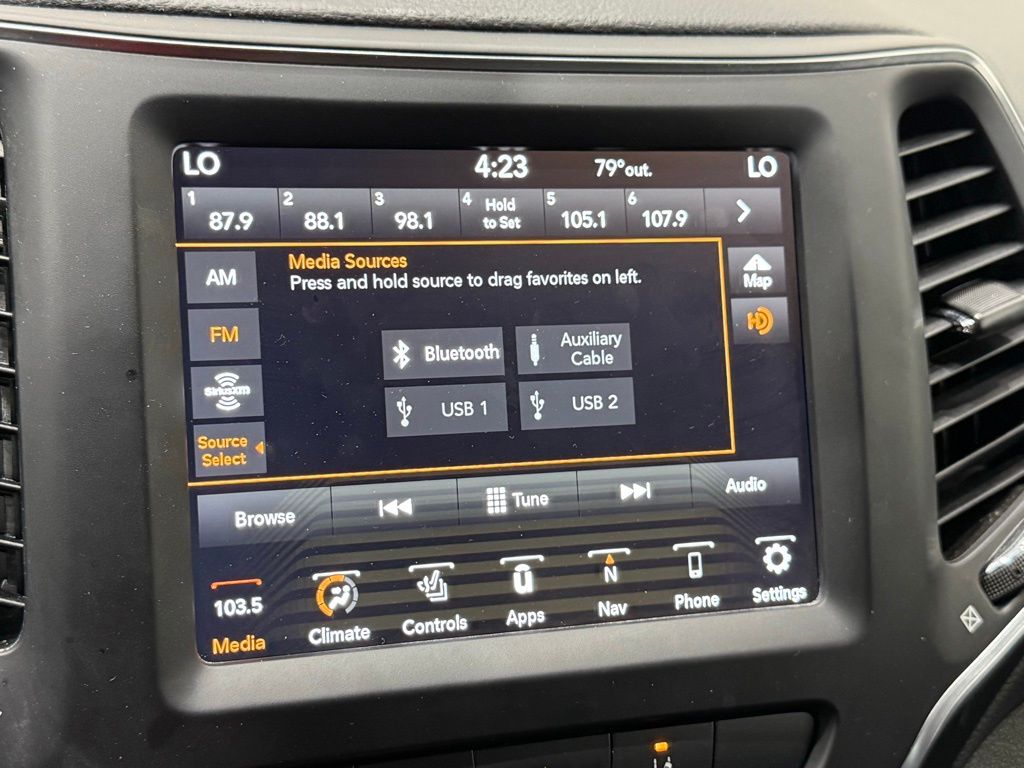 LO 4:23 79°out. LO
1 87.9 2 88.1 3 98.1 4 Hold to Set 5 105.1 6 107.9
AM
FM
SiriusXM
Source
Select
Media Sources
Press and hold source to drag favorites on left.
Bluetooth
Auxiliary
Cable
USB 1
USB 2
Map
HD
Browse
Tune
Audio
103.5
Media
Climate
Controls
U
Apps
N
Nav
Phone
Settings